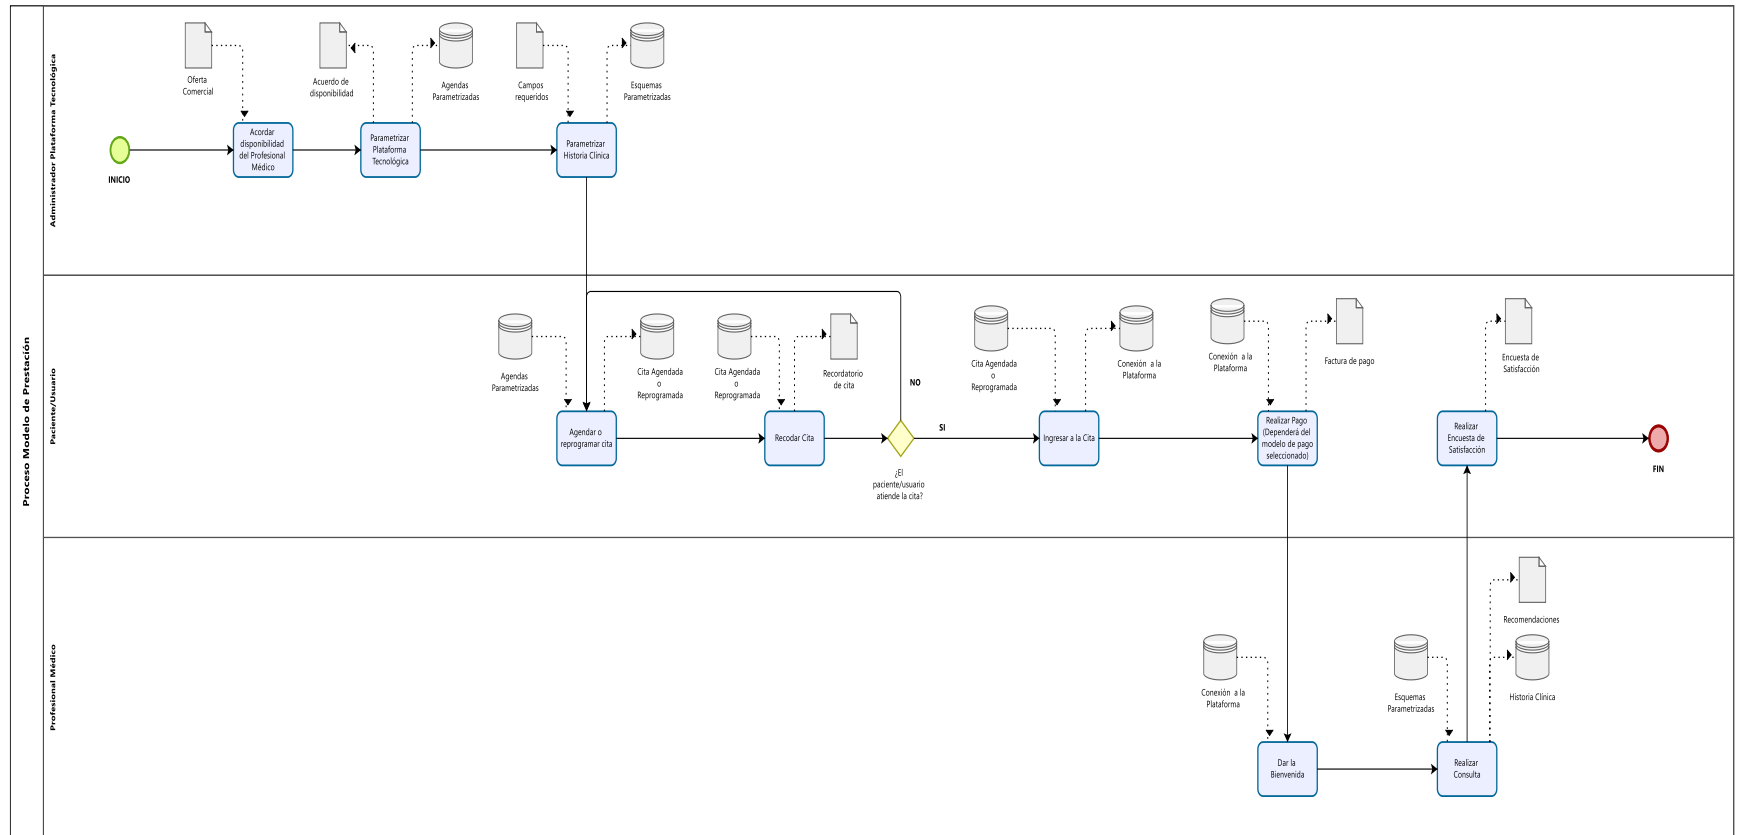 Proceso Modelo de Prestación
Administrador Plataforma Tecnológica
Oferta
Comercial
Acuerdo de
disponibilidad
Agendas
Parametrizadas
Campos
requeridos
Esquemas
Parametrizadas
INICIO
Acordar
disponibilidad
del Profesional
Médico
Parametrizar
Plataforma
Tecnológica
Parametrizar
Historia Clínica
Paciente/Usuario
Agendas
Parametrizadas
Cita Agendada
o
Reprogramada
Cita Agendada
o
Reprogramada
Recordatorio
de cita
NO
Cita Agendada
o
Reprogramada
Conexión a la
Plataforma
Conexión a la
Plataforma
Factura de pago
Encuesta de
Satisfacción
Agendar o
reprogramar cita
Recodar Cita
SI
¿El
paciente/usuario
atiende la cita?
Ingresar a la Cita
Realizar Pago
(Dependerá del
modelo de pago
seleccionado)
Realizar
Encuesta de
Satisfacción
FIN
Profesional Médico
Conexión a la
Plataforma
Esquemas
Parametrizadas
Recomendaciones
Historia Clínica
Dar la
Bienvenida
Realizar
Consulta